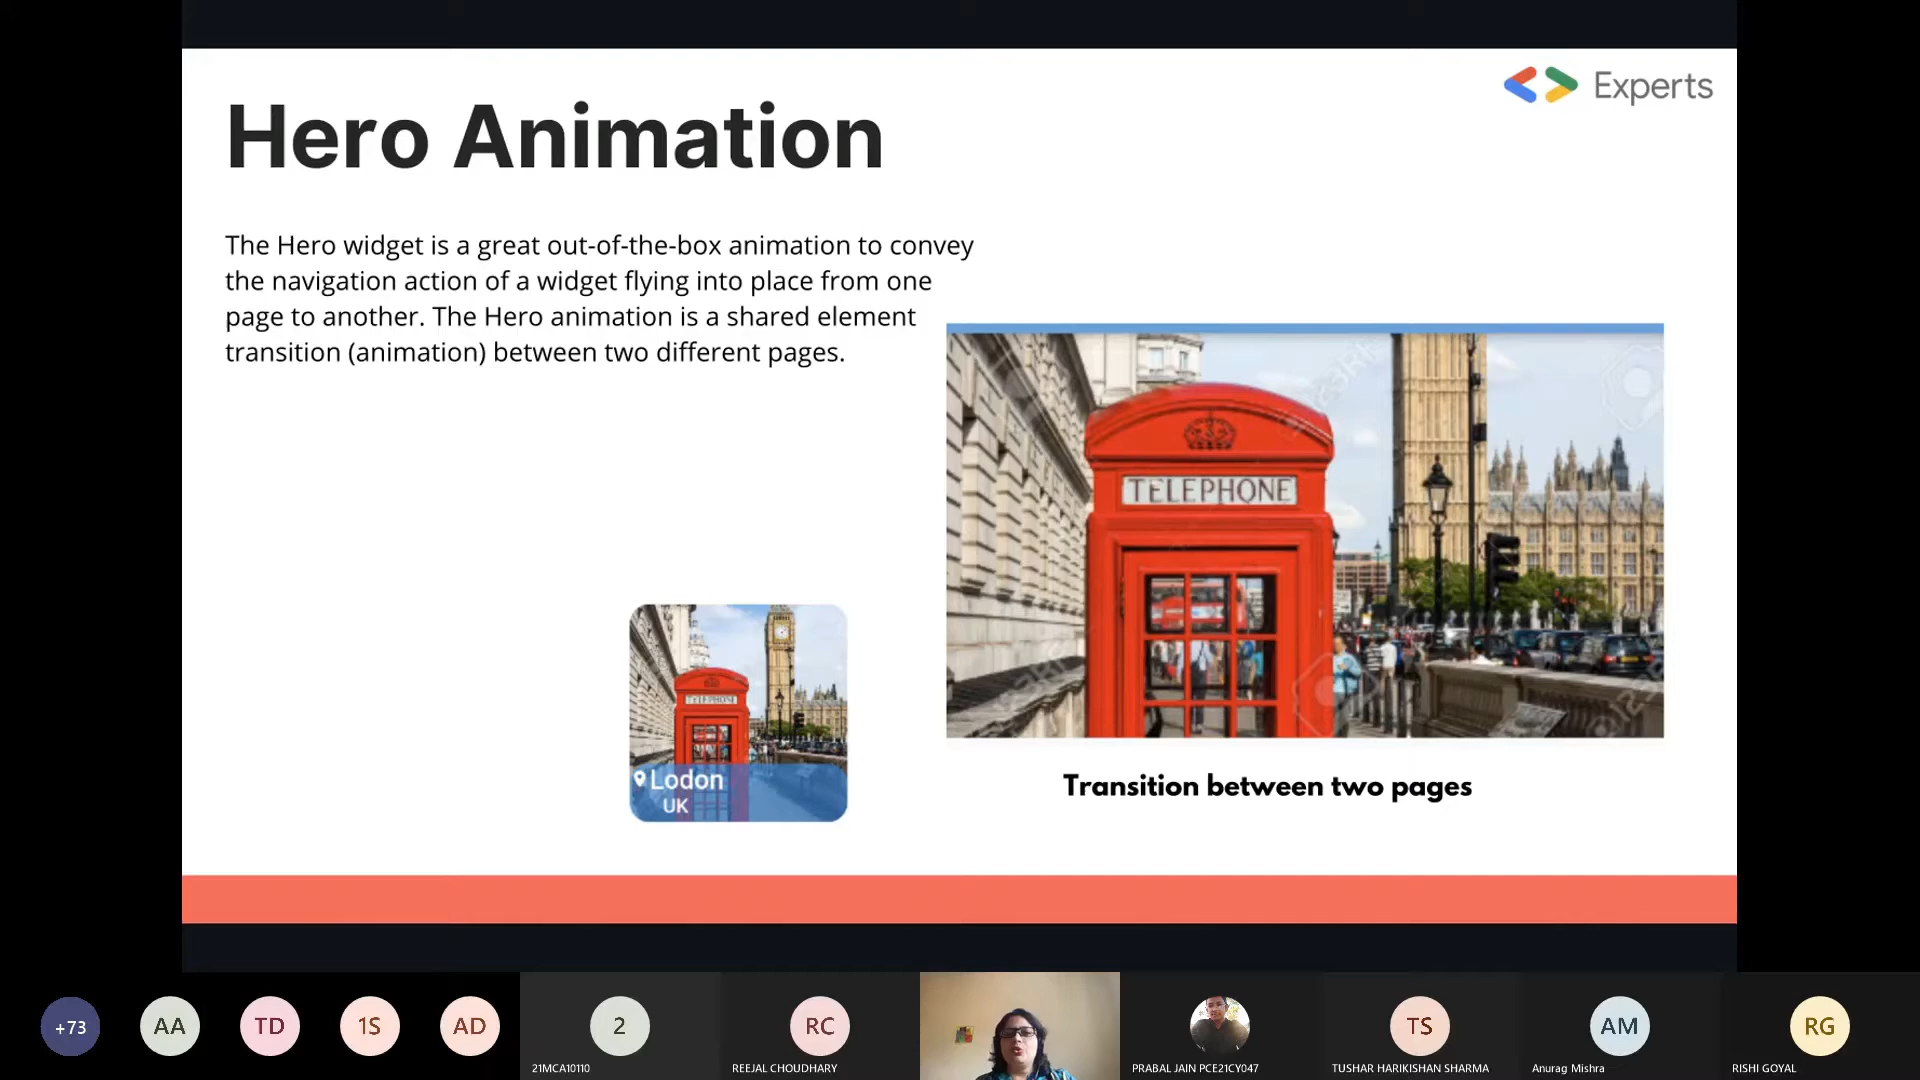 Experts
Hero Animation
The Hero widget is a great out-of-the-box animation to convey
the navigation action of a widget flying into place from one
page to another. The Hero animation is a shared element
transition (animation) between two different pages.
TELEPHONE
TELEPHONE
Lodon
UK
Transition between two pages
+73
AA
TD
1S
AD
2
RC
TS
AM
RG
21MCA10110
REEJAL CHOUDHARY
PRABAL JAIN PCE21CY047
TUSHAR HARIKISHAN SHARMA
Anurag Mishra
RISHI GOYAL